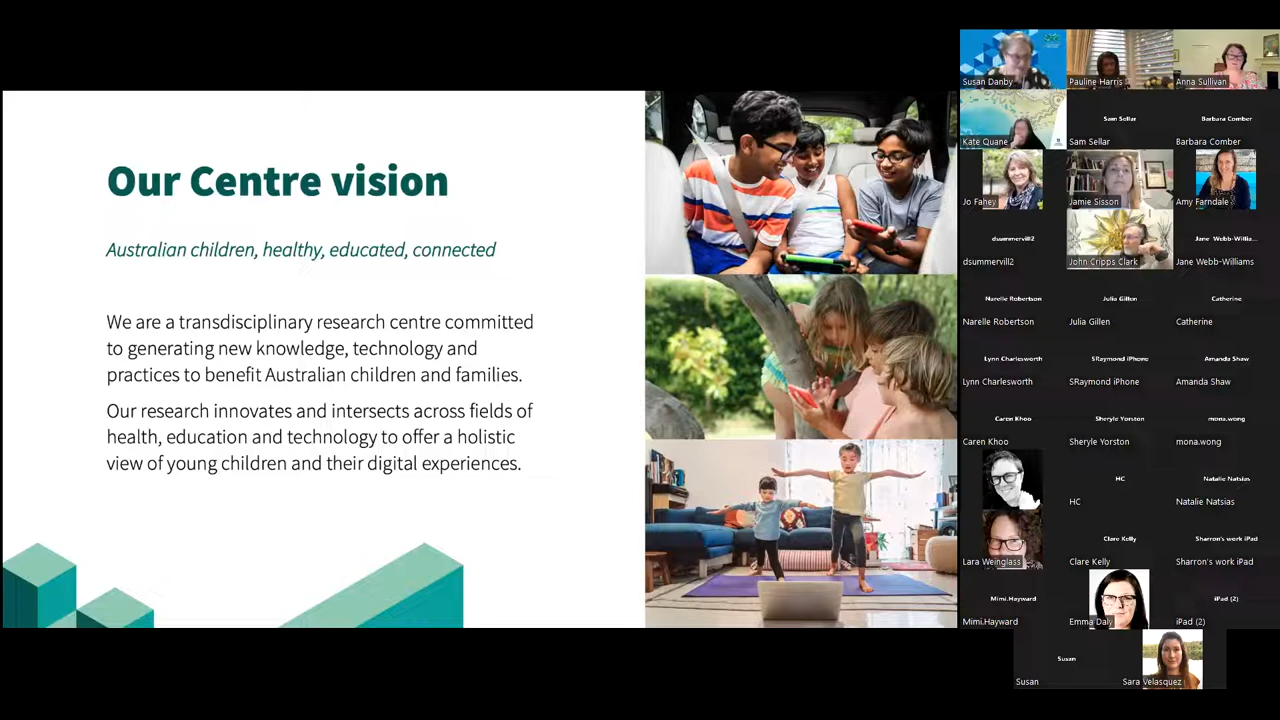 Our Centre vision
Australian children, healthy, educated, connected
We are a transdisciplinary research centre committed
to generating new knowledge, technology and
practices to benefit Australian children and families.
Our research innovates and intersects across fields of
health, education and technology to offer a holistic
view of young children and their digital experiences.
Susan Danby
Pauline Harris
Anna Sullivan
Sam Sellar
Barbara Comber
Kate Quane
Sam Sellar
Barbara Comber
Jo Fahey
Jamie Sisson
Amy Farndale
dsummervill2
Jane Webb-Willia...
dsummervill2
John Cripps Clark
Jane Webb-Williams
Narelle Robertson
Julia Gillen
Catherine
Narelle Robertson
Julia Gillen
Catherine
Lynn Charlesworth
SRaymond iPhone
Amanda Shaw
Lynn Charlesworth
SRaymond iPhone
Amanda Shaw
Caren Khoo
Sheryle Yorston
mona.wong
Caren Khoo
Sheryle Yorston
mona.wong
HC
Natalie Natsias
HC
Natalie Natsias
Clare Kelly
Sharron's work iPad
Lara Weinglass
Clare Kelly
Sharron's work iPad
Mimi.Hayward
iPad (2)
Mimi.Hayward
Emma Daly
iPad (2)
Susan
Susan
Sara Velasquez